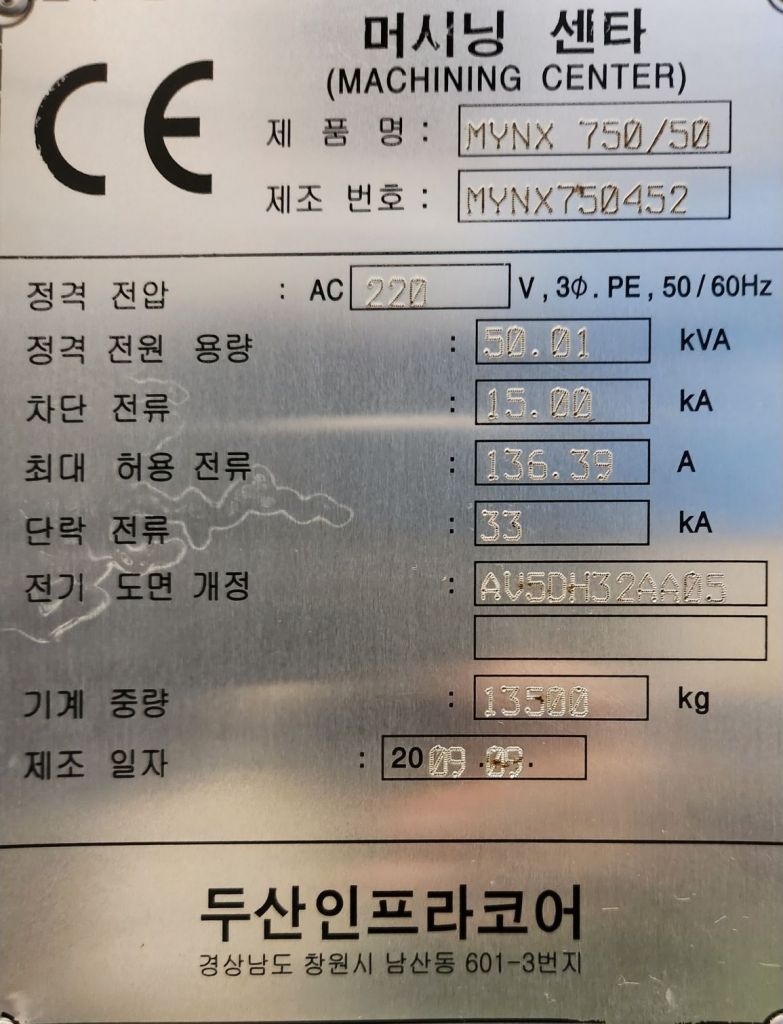 CE
머시닝 센타
(MACHINING CENTER)
제 품 명 : MYNX 750/50
제조 번호 : MYNX750452
정격 전압 : AC 220 V , 3Φ . PE , 50 / 60Hz
정격 전원 용량 : 50.01 kVA
차단 전류 : 15.00 kA
최대 허용 전류 : 136.39 A
단락 전류 : 33 kA
전기 도면 개정 : AV5DH32AA05
기계 중량 : 13500 kg
제조 일자 : 2009.09.
두산인프라코어
경상남도 창원시 남산동 601-3번지